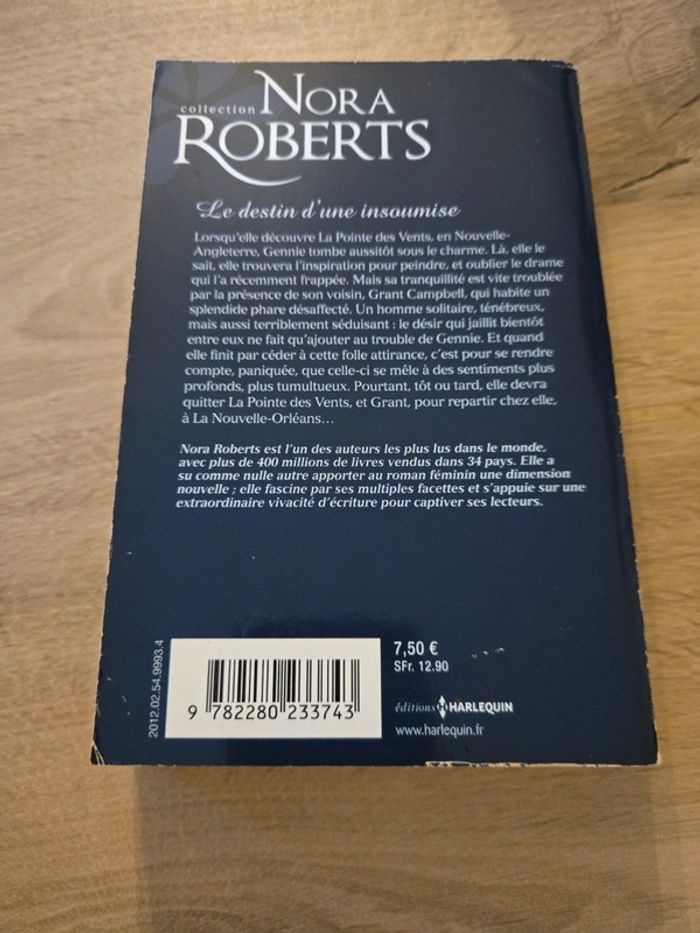 collection NORA
ROBERTS
Le destin d'une insoumise
Lorsqu'elle découvre La Pointe des Vents, en Nouvelle-
Angleterre, Gennie tombe aussitôt sous le charme. Là, elle le
sait, elle trouvera l'inspiration pour peindre, et oublier le drame
qui l'a récemment frappée. Mais sa tranquillité est vite troublée
par la présence de son voisin, Grant Campbell, qui habite un
splendide phare désaffecté. Un homme solitaire, ténébreux,
mais aussi terriblement séduisant : le désir qui jaillit bientôt
entre eux ne fait qu'ajouter au trouble de Gennie. Et quand
elle finit par céder à cette folle attirance, c'est pour se rendre
compte, paniquée, que celle-ci se mêle à des sentiments plus
profonds, plus tumultueux. Pourtant, tôt ou tard, elle devra
quitter La Pointe des Vents, et Grant, pour repartir chez elle,
à La Nouvelle-Orléans...
Nora Roberts est l'un des auteurs les plus lus dans le monde,
avec plus de 400 millions de livres vendus dans 34 pays. Elle a
su comme nulle autre apporter au roman féminin une dimension
nouvelle ; elle fascine par ses multiples facettes et s'appuie sur une
extraordinaire vivacité d'écriture pour captiver ses lecteurs.
2012.02.54.9993.4
9 782280 233743
7,50 €
SFr. 12.90
éditions HARLEQUIN
www.harlequin.fr